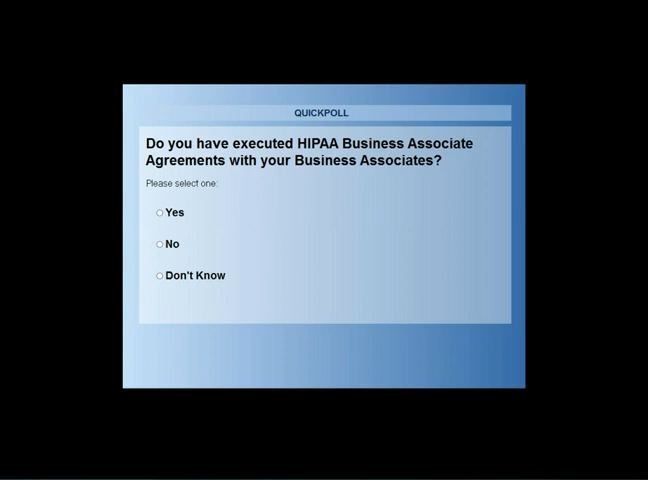 QUICKPOLL
Do you have executed HIPAA Business Associate
Agreements with your Business Associates?
Please select one:
Yes
No
Don't Know